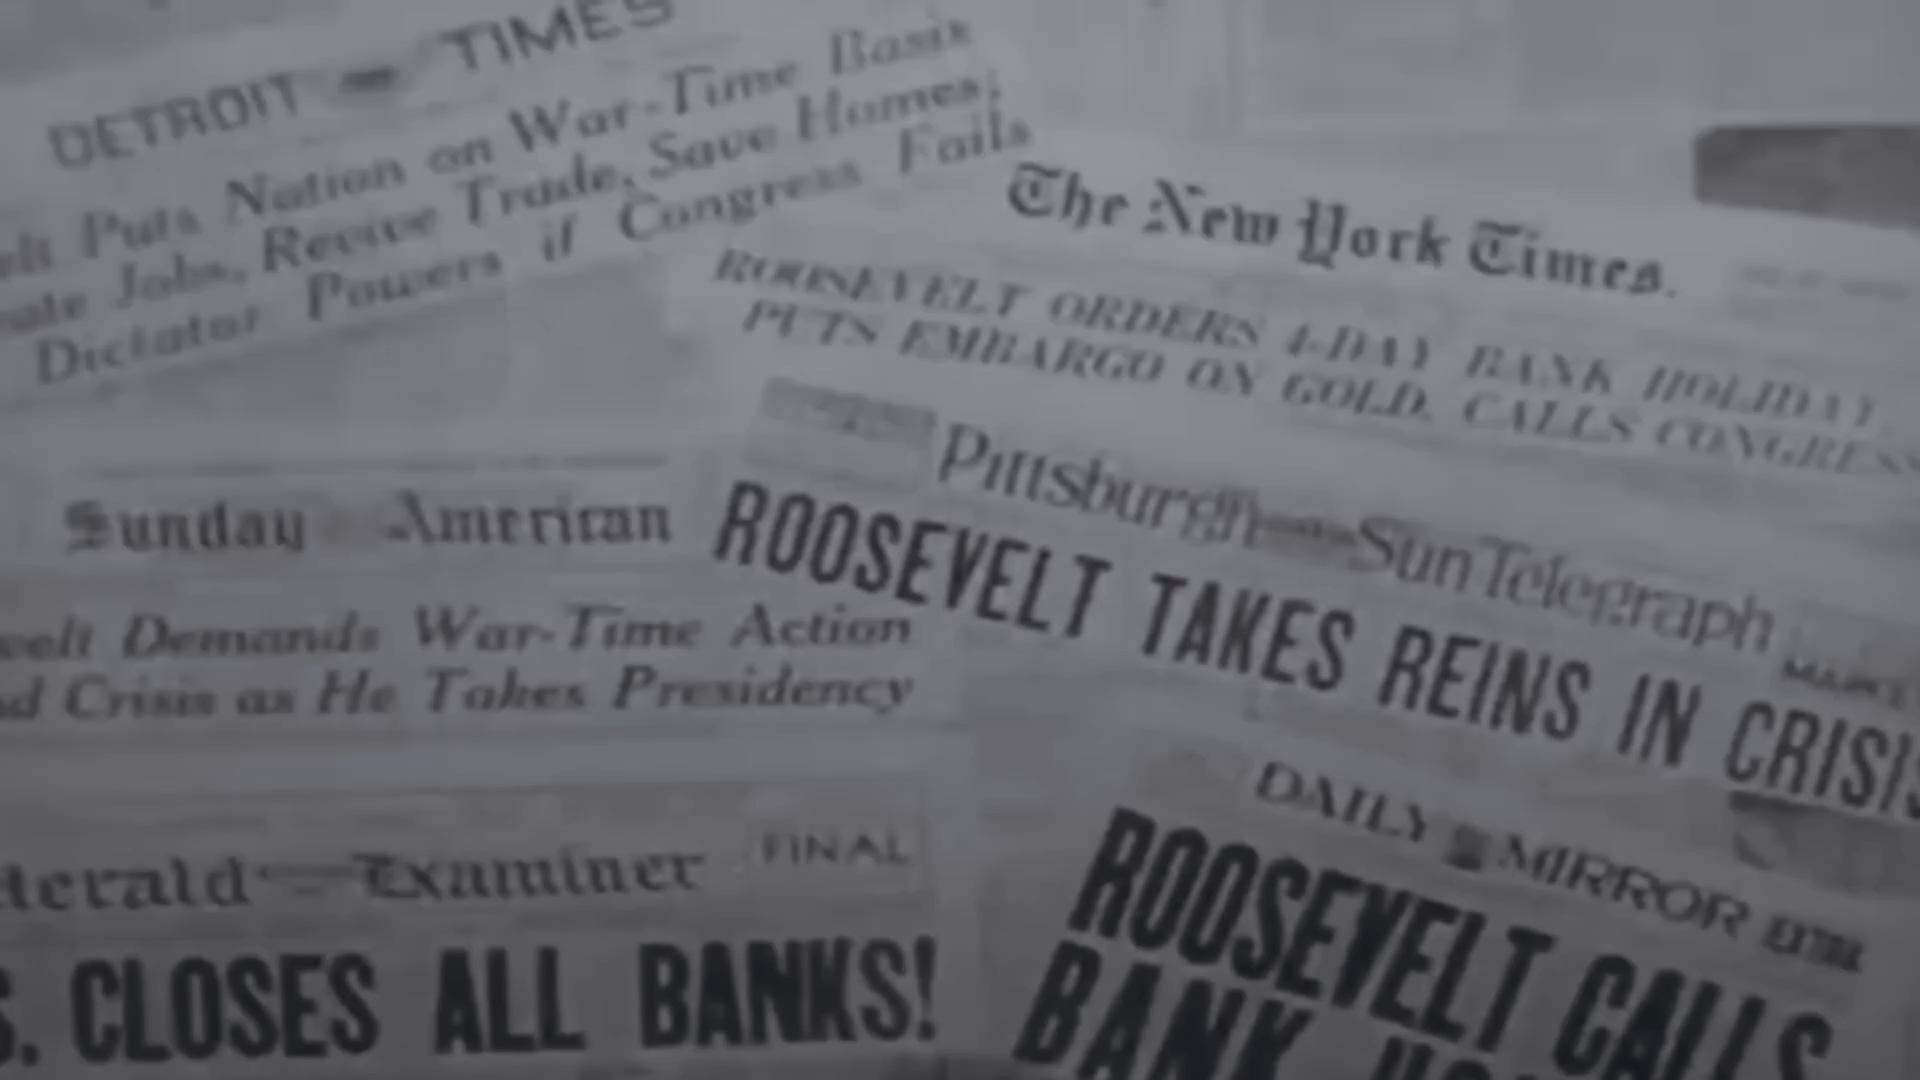 DETROIT TIMES
Puts Nation on War-Time Basis
Jobs, Revive Trade, Save Homes;
Dictator Powers if Congress Fails
The New York Times.
ROOSEVELT ORDERS 4-DAY BANK HOLIDAY
PUTS EMBARGO ON GOLD, CALLS CONGRESS
Pittsburgh Sun Telegraph
ROOSEVELT TAKES REINS IN CRISIS
Sunday American
velt Demands War-Time Action
Crisis as He Takes Presidency
Herald Examiner FINAL
S. CLOSES ALL BANKS!
DAILY MIRROR EXTRA
ROOSEVELT CALLS
BANK